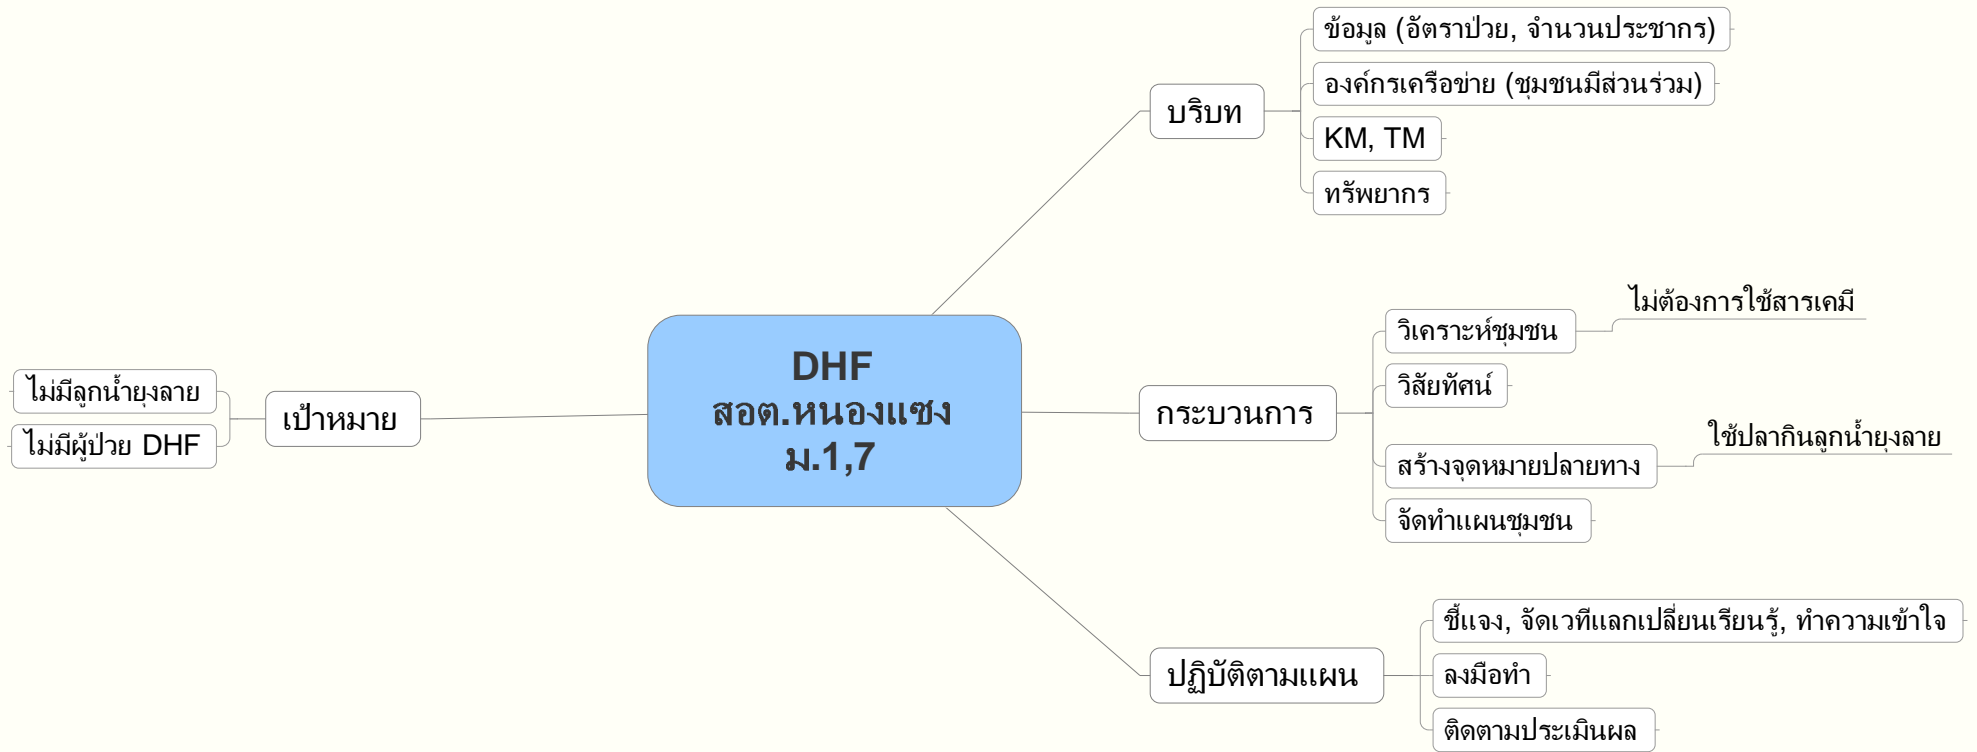 ข้อมูล (อัตราป่วย, จำนวนประชากร)
องค์กรเครือข่าย (ชุมชนมีส่วนร่วม)
บริบท
KM, TM
ทรัพยากร
ไม่ต้องการใช้สารเคมี
วิเคราะห์ชุมชน
วิสัยทัศน์
กระบวนการ
ใช้ปลากินลูกน้ำยุงลาย
สร้างจุดหมายปลายทาง
จัดทำแผนชุมชน
DHF
สอต.หนองแซง
ม.1,7
ไม่มีลูกน้ำยุงลาย
เป้าหมาย
ไม่มีผู้ป่วย DHF
ชี้แจง, จัดเวทีแลกเปลี่ยนเรียนรู้, ทำความเข้าใจ
ปฏิบัติตามแผน
ลงมือทำ
ติดตามประเมินผล